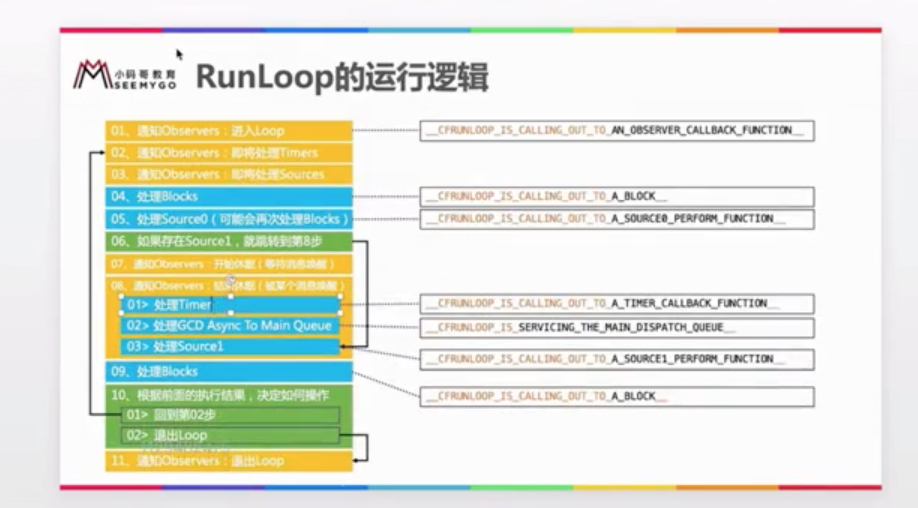 小码哥教育
SEEMYGO
RunLoop的运行逻辑
01、通知Observers：进入Loop
__CFRUNLOOP_IS_CALLING_OUT_TO_AN_OBSERVER_CALLBACK_FUNCTION__
02、通知Observers：即将处理Timers
03、通知Observers：即将处理Sources
04、处理Blocks
__CFRUNLOOP_IS_CALLING_OUT_TO_A_BLOCK__
05、处理Source0（可能会再次处理Blocks）
__CFRUNLOOP_IS_CALLING_OUT_TO_A_SOURCE0_PERFORM_FUNCTION__
06、如果存在Source1，就跳转到第8步
07、通知Observers：开始休眠（等待消息唤醒）
08、通知Observers：结束休眠（被某个消息唤醒）
01> 处理Timer
__CFRUNLOOP_IS_CALLING_OUT_TO_A_TIMER_CALLBACK_FUNCTION__
02> 处理GCD Async To Main Queue
__CFRUNLOOP_IS_SERVICING_THE_MAIN_DISPATCH_QUEUE__
03> 处理Source1
__CFRUNLOOP_IS_CALLING_OUT_TO_A_SOURCE1_PERFORM_FUNCTION__
09、处理Blocks
__CFRUNLOOP_IS_CALLING_OUT_TO_A_BLOCK__
10、根据前面的执行结果，决定如何操作
01> 回到第02步
02> 退出Loop
11、通知Observers：退出Loop